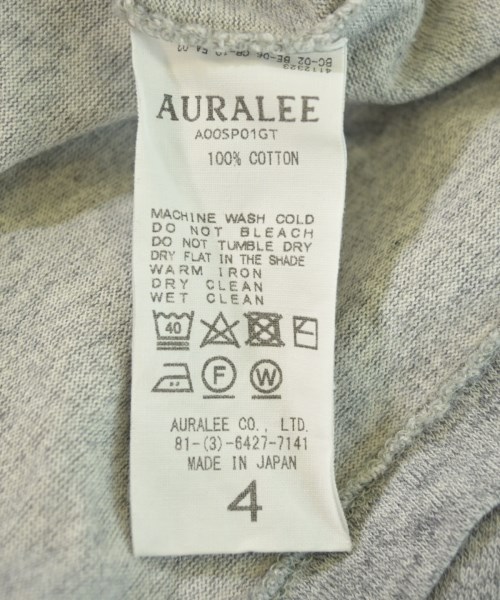 AURALEE
A00SP01GT
100% COTTON
MACHINE WASH COLD
DO NOT BLEACH
DO NOT TUMBLE DRY
DRY FLAT IN THE SHADE
WARM IRON
DRY CLEAN
WET CLEAN
40
F W
AURALEE CO., LTD.
81-(3)-6427-7141
MADE IN JAPAN
4